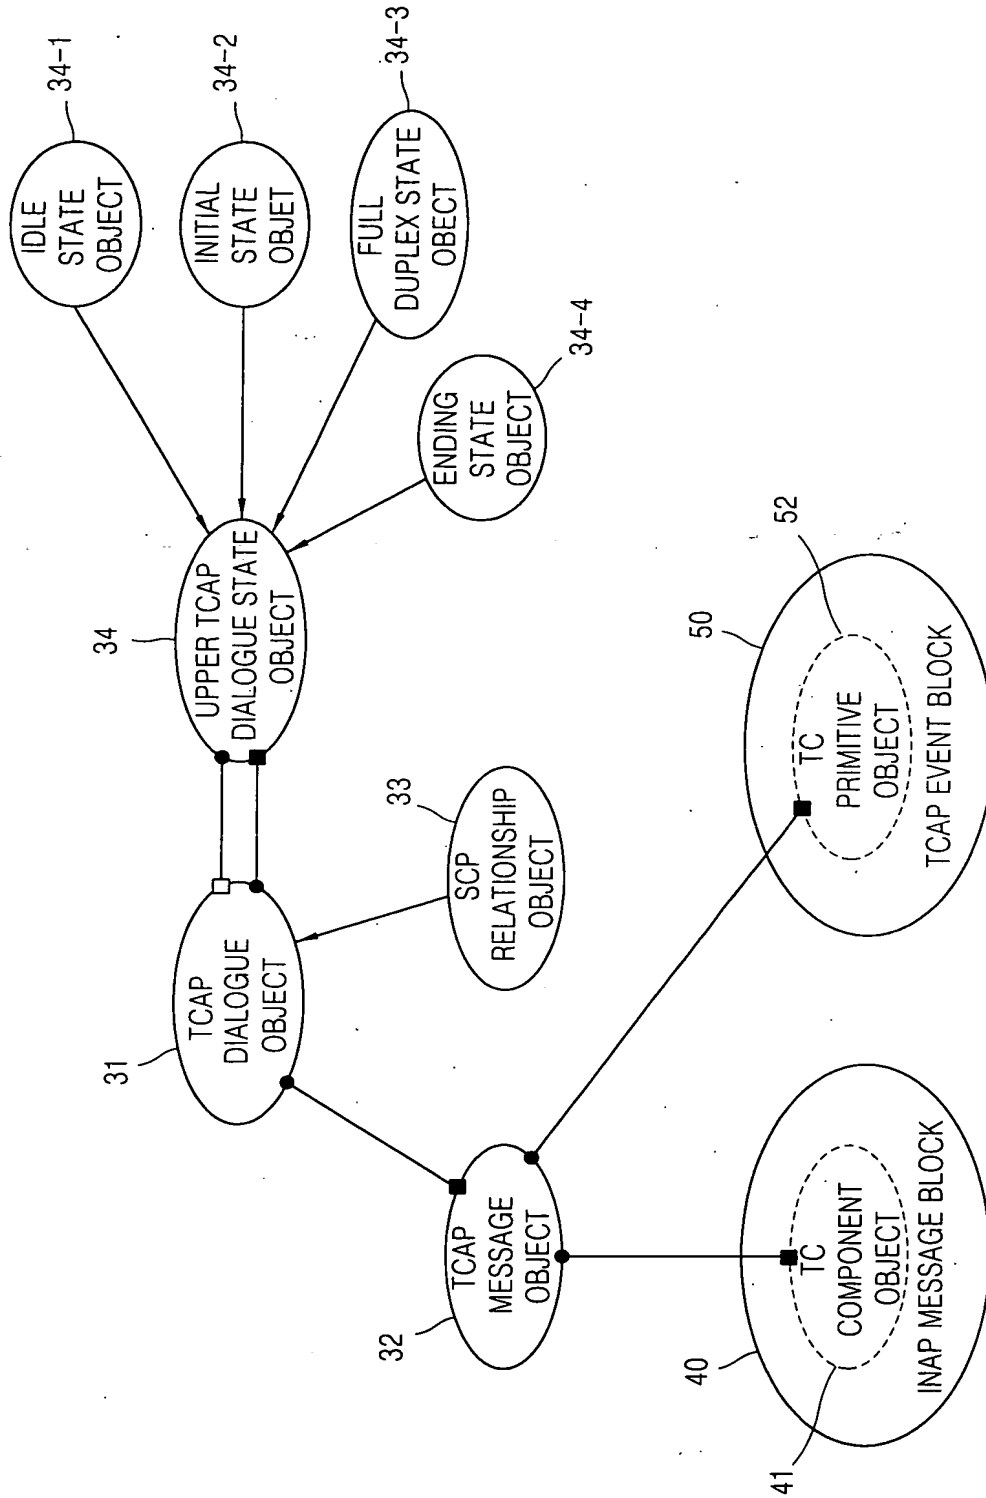 31
TCAP
DIALOGUE
OBJECT
34
UPPER TCAP
DIALOGUE STATE
OBJECT
34-1
IDLE
STATE
OBJECT
34-2
INITIAL
STATE
OBJET
34-3
FULL
DUPLEX STATE
OBECT
34-4
ENDING
STATE
OBJECT
33
SCP
RELATIONSHIP
OBJECT
32
TCAP
MESSAGE
OBJECT
40
41
TC
COMPONENT
OBJECT
INAP MESSAGE BLOCK
50
52
TC
PRIMITIVE
OBJECT
TCAP EVENT BLOCK